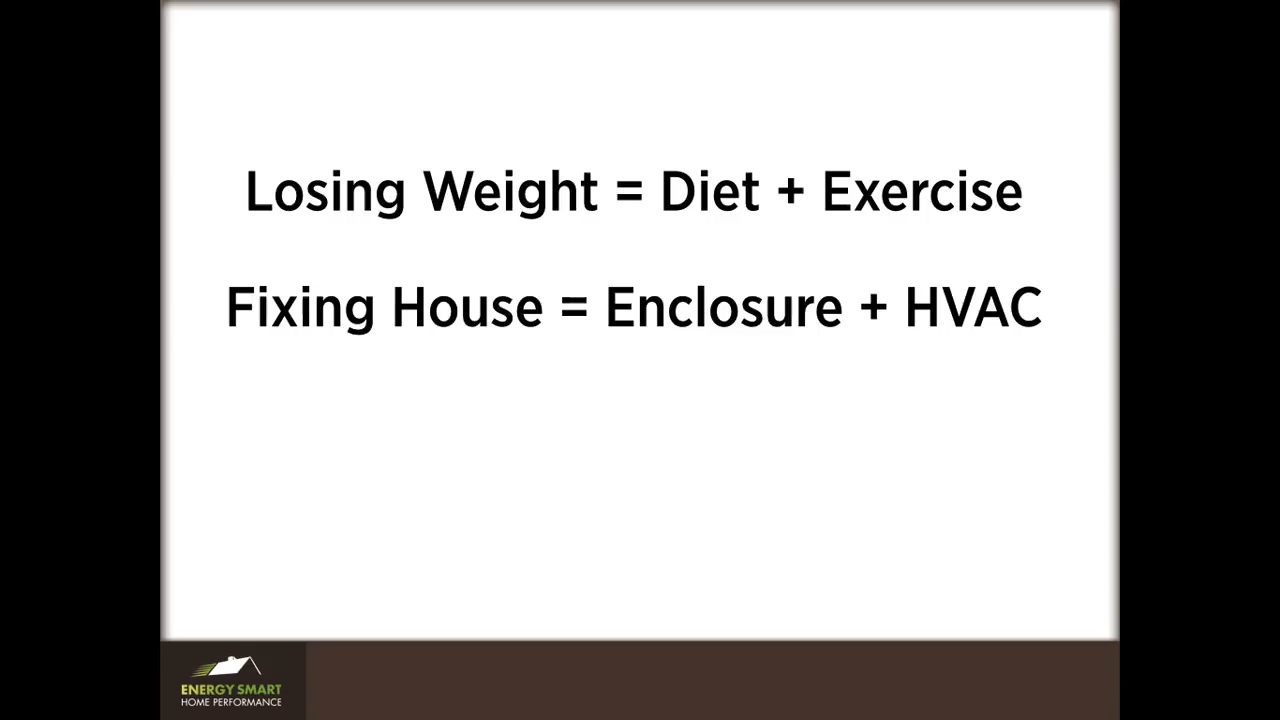 Losing Weight = Diet + Exercise
Fixing House = Enclosure + HVAC
ENERGY SMART
HOME PERFORMANCE